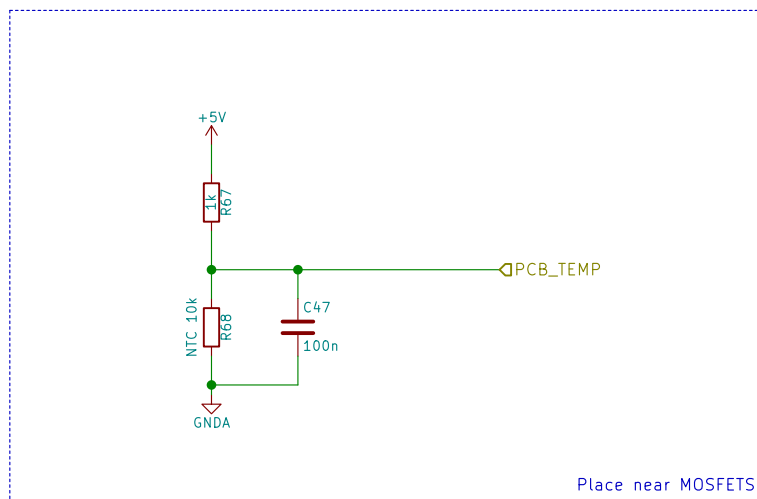 +5V
1k
R67
PCB_TEMP
NTC 10k
R68
C47
100n
GNDA
Place near MOSFETS